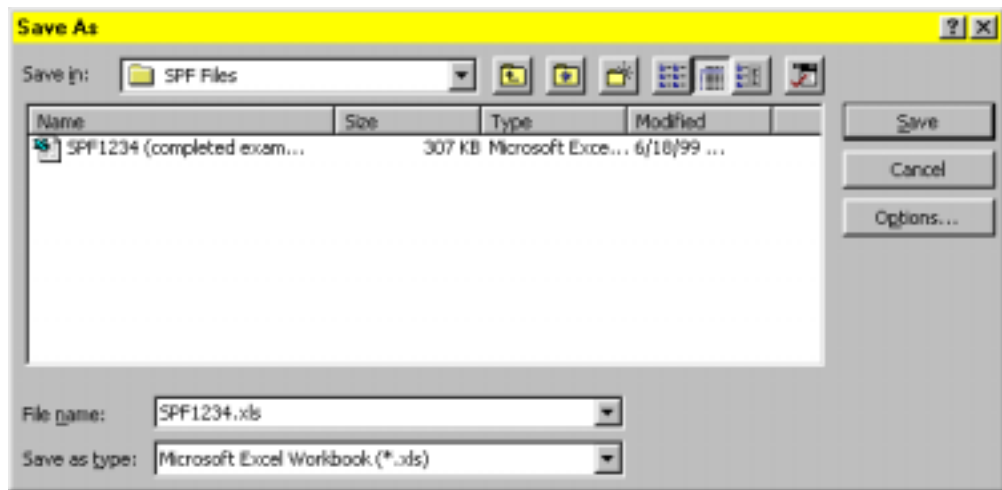 Save As
Save in: SPF Files
Name Size Type Modified
SPF1234 (completed exam... 307 KB Microsoft Exce... 6/18/99 ...
Save
Cancel
Options...
File name: SPF1234.xls
Save as type: Microsoft Excel Workbook (*.xls)